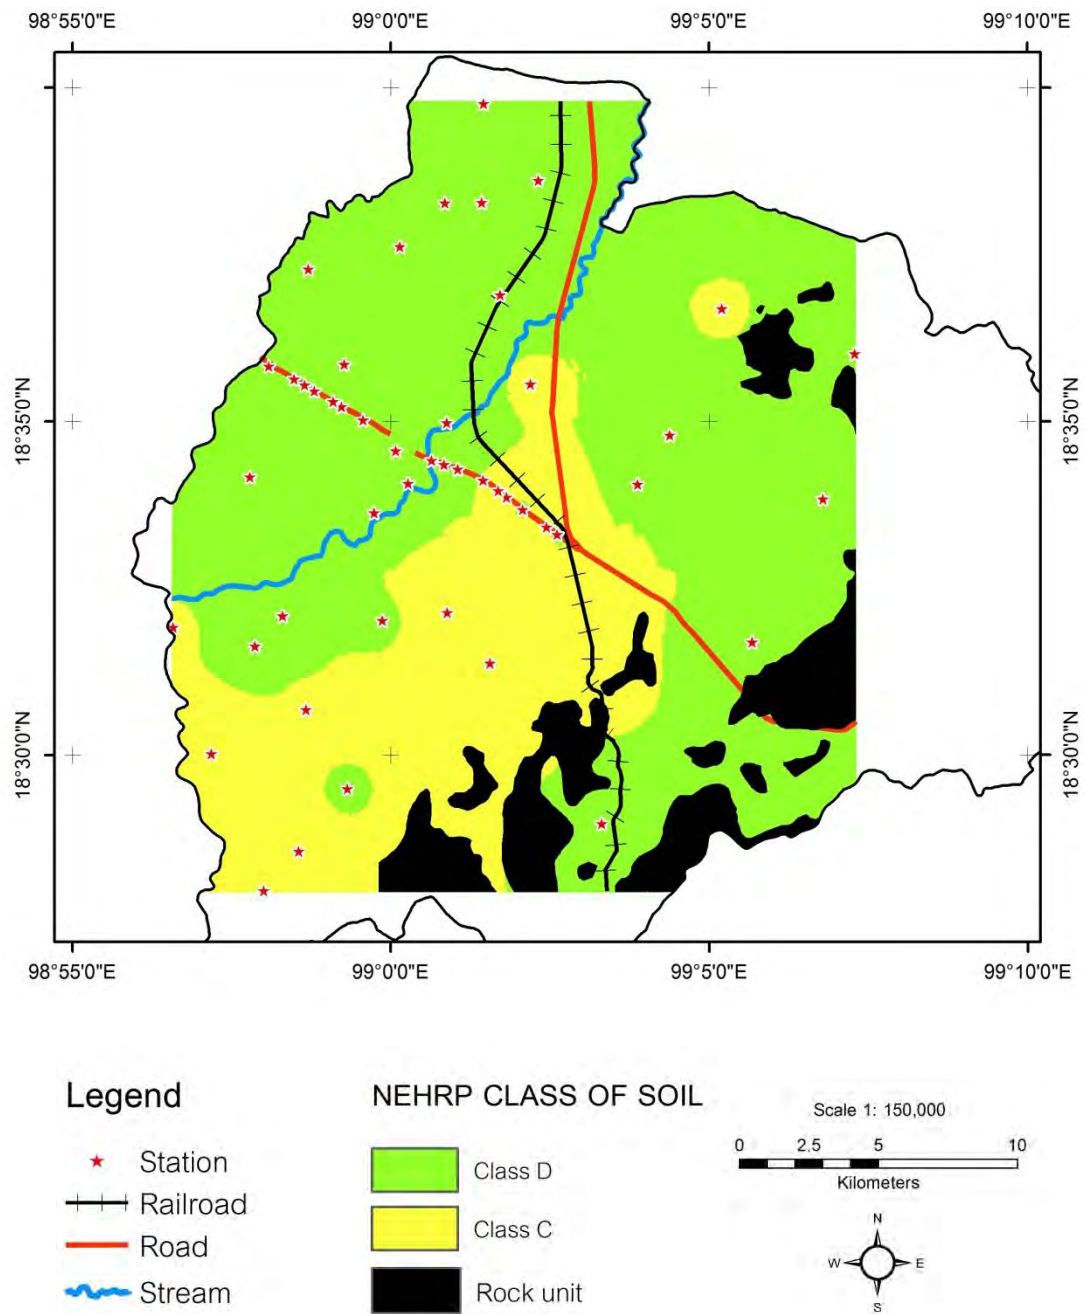 98°55'0"E 99°0'0"E 99°5'0"E 99°10'0"E
18°35'0"N 18°35'0"N
18°30'0"N 18°30'0"N
98°55'0"E 99°0'0"E 99°5'0"E 99°10'0"E
Legend
Station
Railroad
Road
Stream
NEHRP CLASS OF SOIL
Class D
Class C
Rock unit
Scale 1: 150,000
0 2.5 5 10
Kilometers
N
W E
S